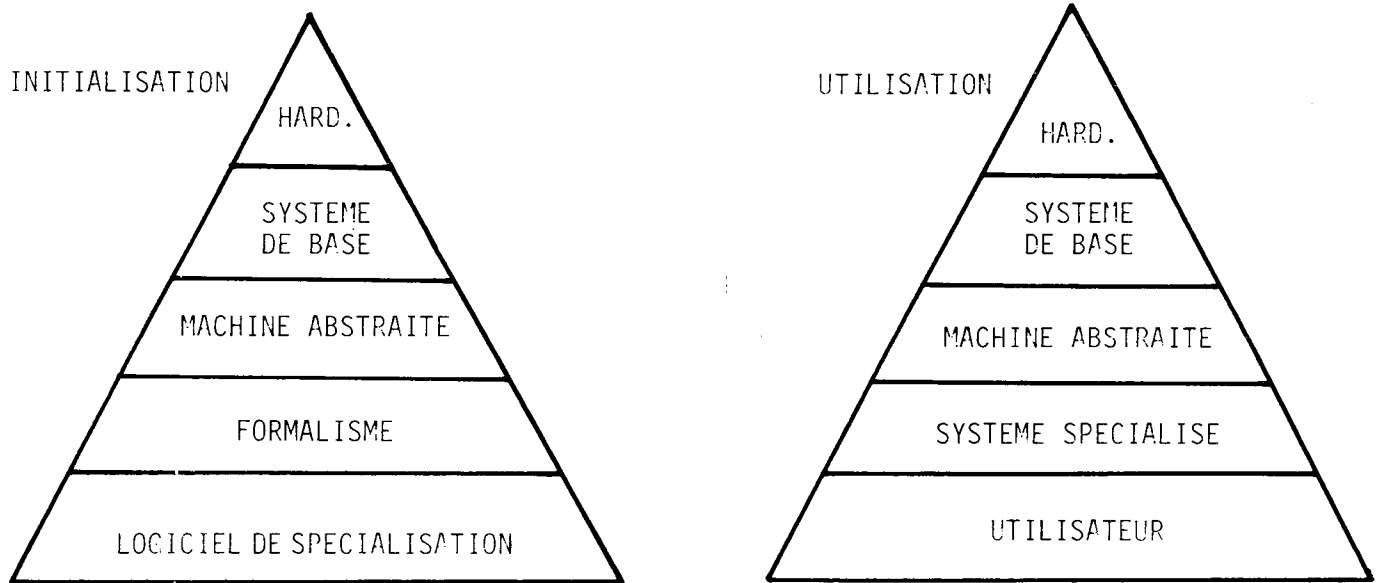 INITIALISATION
HARD.
SYSTEME
DE BASE
MACHINE ABSTRAITE
FORMALISME
LOGICIEL DE SPECIALISATION
UTILISATION
HARD.
SYSTEME
DE BASE
MACHINE ABSTRAITE
SYSTEME SPECIALISE
UTILISATEUR